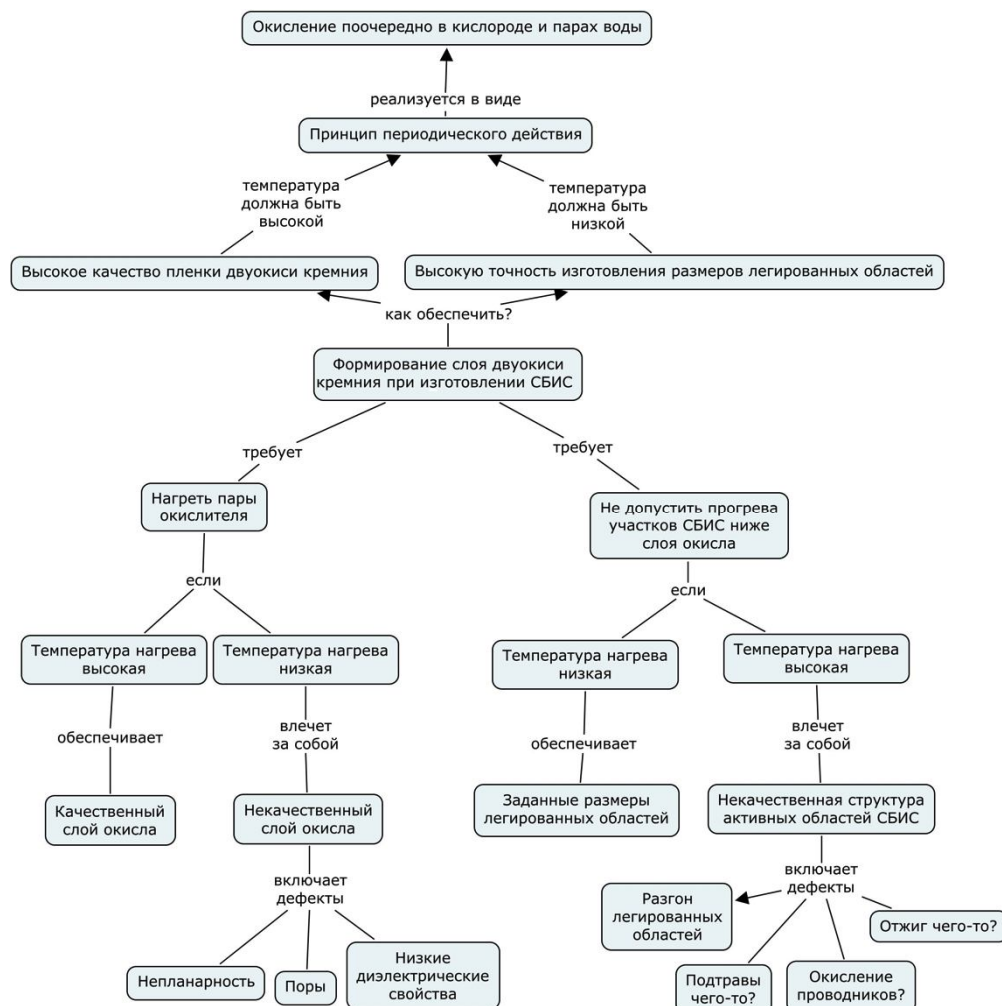 Окисление поочередно в кислороде и парах воды
реализуется в виде
Принцип периодического действия
температура
должна быть
высокой
температура
должна быть
низкой
Высокое качество пленки двуокиси кремния
Высокую точность изготовления размеров легированных областей
как обеспечить?
Формирование слоя двуокиси
кремния при изготовлении СБИС
требует
требует
Нагреть пары
окислителя
Не допустить прогрева
участков СБИС ниже
слоя окисла
если
если
Температура нагрева
высокая
Температура нагрева
низкая
Температура нагрева
низкая
Температура нагрева
высокая
обеспечивает
влечет
за собой
обеспечивает
влечет
за собой
Качественный
слой окисла
Некачественный
слой окисла
Заданные размеры
легированных областей
Некачественная структура
активных областей СБИС
включает
дефекты
включает
дефекты
Непланарность
Поры
Низкие
диэлектрические
свойства
Разгон
легированных
областей
Подтравы
чего-то?
Окисление
проводников?
Отжиг чего-то?